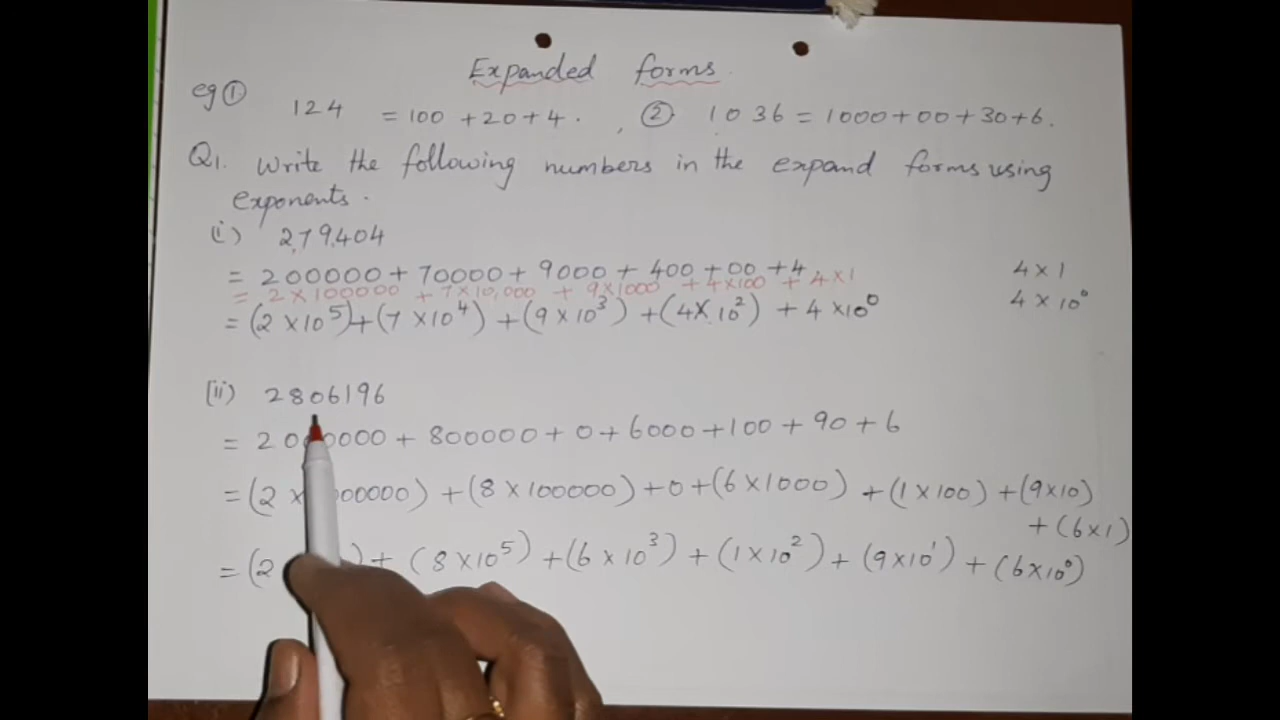 Expanded forms.
eg ① 124 = 100 + 20 + 4. , ② 1036 = 1000 + 00 + 30 + 6.
Q1. Write the following numbers in the expand forms using
exponents.
(i) 2,79,404
= 200000 + 70000 + 9000 + 400 + 00 + 4
4 × 1
= 2 × 100000 + 7 × 10,000 + 9 × 1000 + 4 × 100 + 4 × 1
4 × 10⁰
= (2 × 10⁵) + (7 × 10⁴) + (9 × 10³) + (4 × 10²) + 4 × 10⁰
(ii) 2806196
= 2 0000 + 800000 + 0 + 6000 + 100 + 90 + 6
= (2 × 00000) + (8 × 100000) + 0 + (6 × 1000) + (1 × 100) + (9 × 10)
+ (6 × 1)
= (2 ) + (8 × 10⁵) + (6 × 10³) + (1 × 10²) + (9 × 10¹) + (6 × 10⁰)